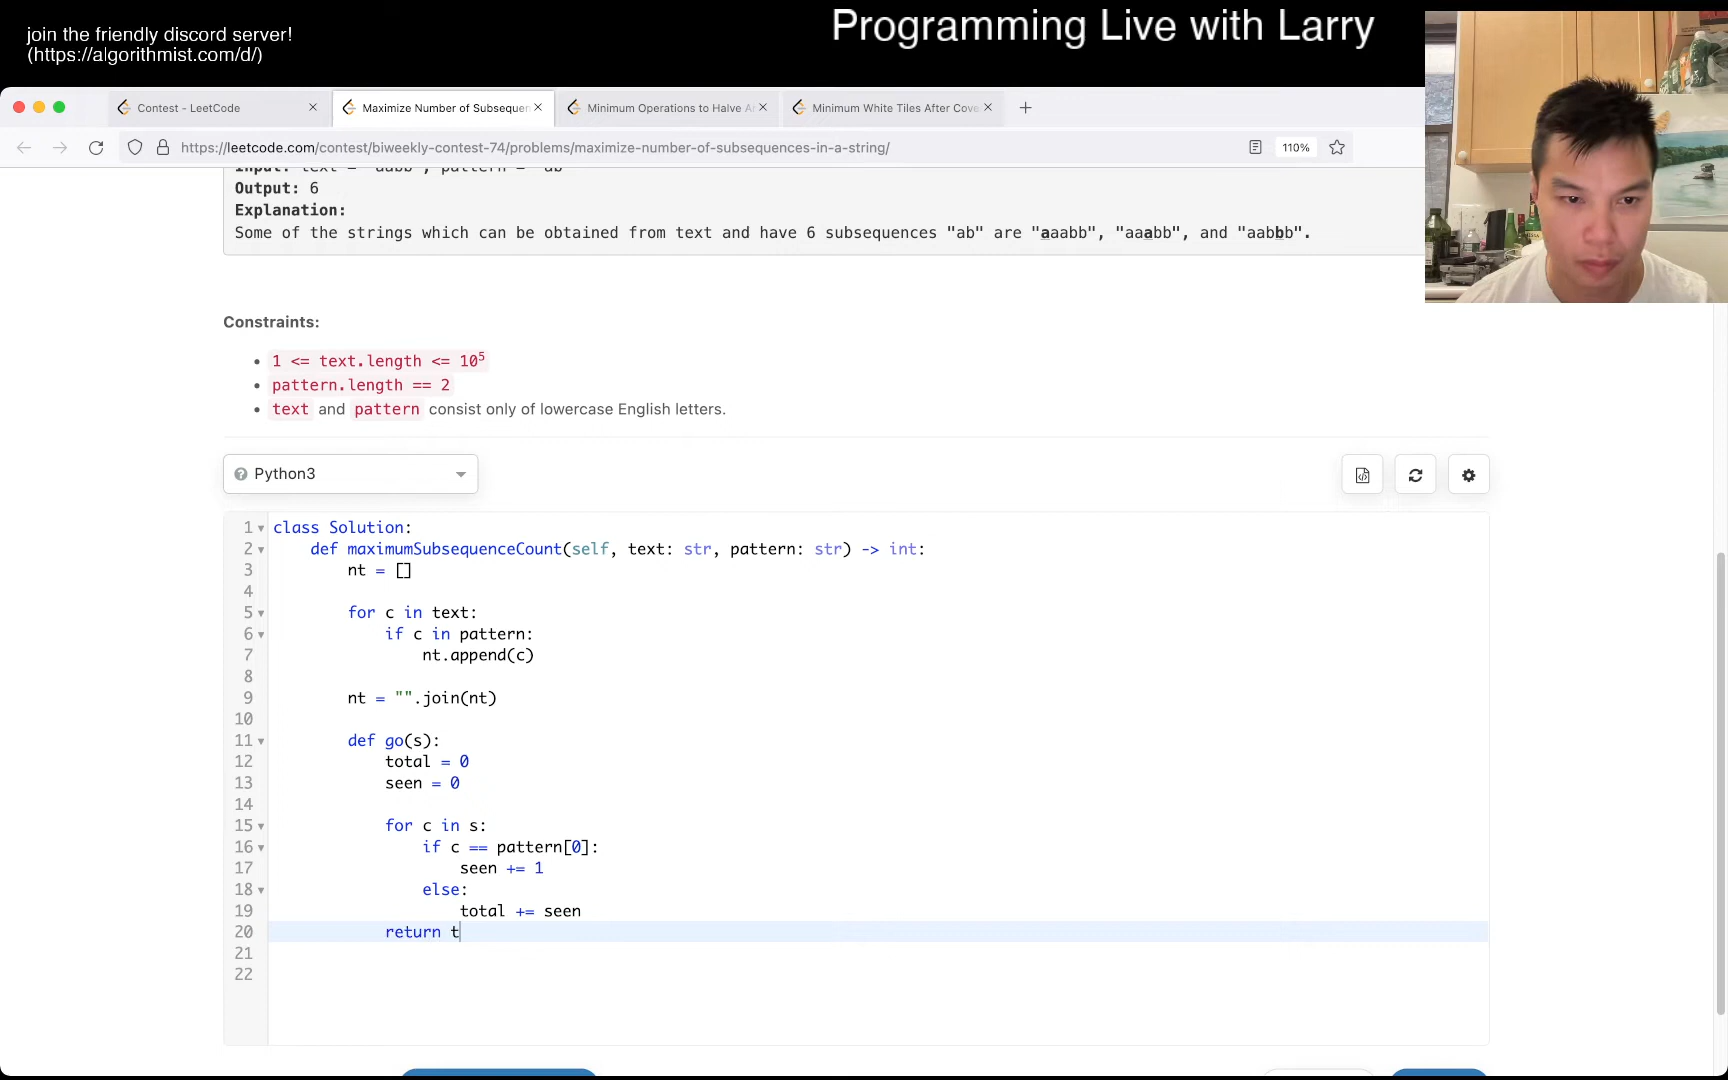 join the friendly discord server!
(https://algorithmist.com/d/)
Programming Live with Larry
Contest - LeetCode
Maximize Number of Subsequen
Minimum Operations to Halve A
Minimum White Tiles After Cove
https://leetcode.com/contest/biweekly-contest-74/problems/maximize-number-of-subsequences-in-a-string/
110%
Input: text = "aabb", pattern = "ab"
Output: 6
Explanation:
Some of the strings which can be obtained from text and have 6 subsequences "ab" are "aaabb", "aaabb", and "aabbb".
Constraints:
1 <= text.length <= 10^5
pattern.length == 2
text and pattern consist only of lowercase English letters.
Python3
1 class Solution:
2 def maximumSubsequenceCount(self, text: str, pattern: str) -> int:
3 nt = []
4
5 for c in text:
6 if c in pattern:
7 nt.append(c)
8
9 nt = "".join(nt)
10
11 def go(s):
12 total = 0
13 seen = 0
14
15 for c in s:
16 if c == pattern[0]:
17 seen += 1
18 else:
19 total += seen
20 return t
21
22